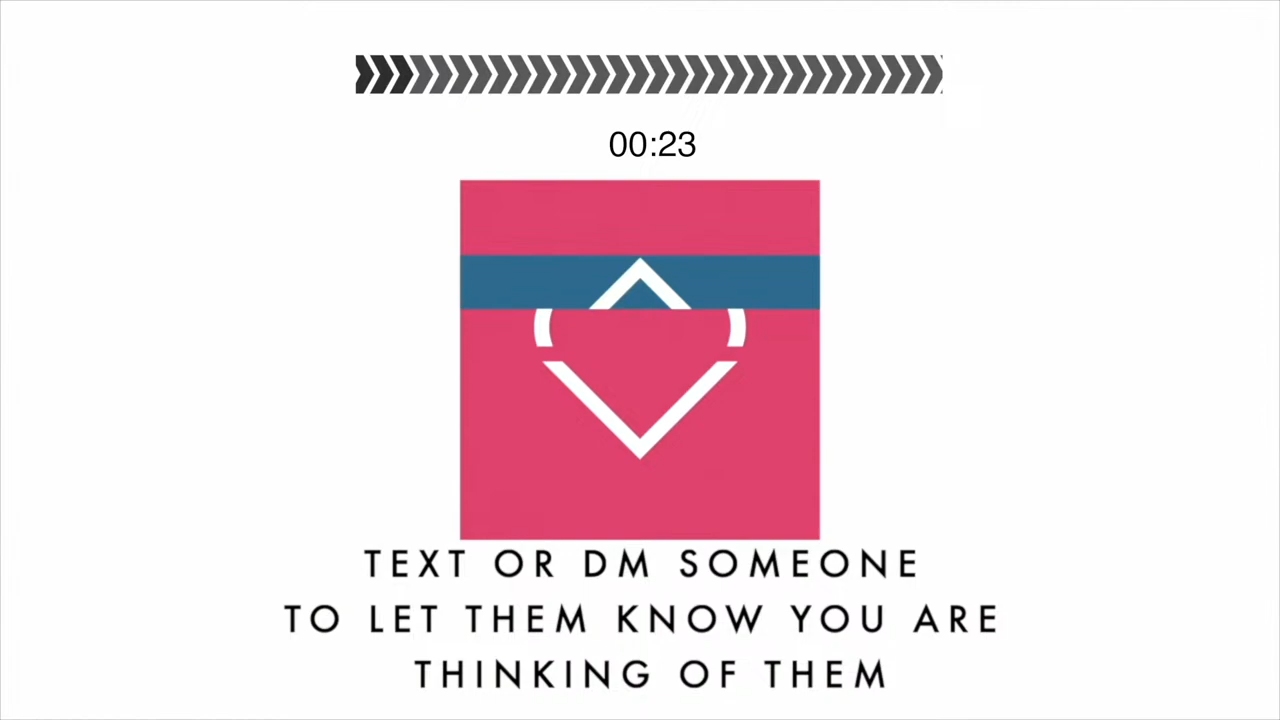 00:23
TEXT OR DM SOMEONE
TO LET THEM KNOW YOU ARE
THINKING OF THEM